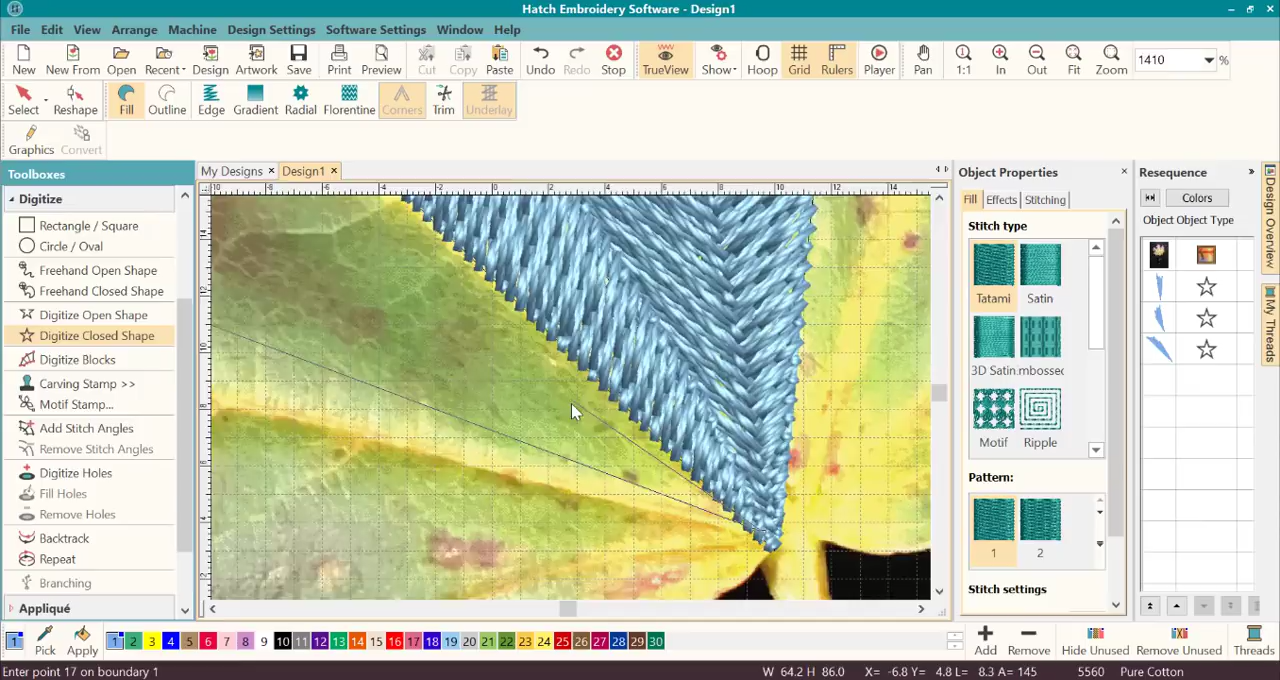 Hatch Embroidery Software - Design1
File Edit View Arrange Machine Design Settings Software Settings Window Help
New New From Open Recent Design Artwork Save Print Preview Cut Copy Paste Undo Redo Stop TrueView Show Hoop Grid Rulers Player Pan 1:1 In Out Fit Zoom 1410 %
Select Reshape Fill Outline Edge Gradient Radial Florentine Corners Trim Underlay
Graphics Convert
Toolboxes
Digitize
Rectangle / Square
Circle / Oval
Freehand Open Shape
Freehand Closed Shape
Digitize Open Shape
Digitize Closed Shape
Digitize Blocks
Carving Stamp >>
Motif Stamp...
Add Stitch Angles
Remove Stitch Angles
Digitize Holes
Fill Holes
Remove Holes
Backtrack
Repeat
Branching
Appliqué
My Designs × Design1 ×
Object Properties ×
Fill Effects Stitching
Stitch type
Tatami Satin
3D Satin mbossec
Motif Ripple
Pattern:
1 2
Stitch settings
Resequence »
Colors
Object Object Type
Design Overview
My Threads
1 Pick Apply 1 2 3 4 5 6 7 8 9 10 11 12 13 14 15 16 17 18 19 20 21 22 23 24 25 26 27 28 29 30 Add Remove Hide Unused Remove Unused Threads
Enter point 17 on boundary 1 W 64.2 H 86.0 X= -6.8 Y= 4.8 L= 8.3 A= 145 5560 Pure Cotton